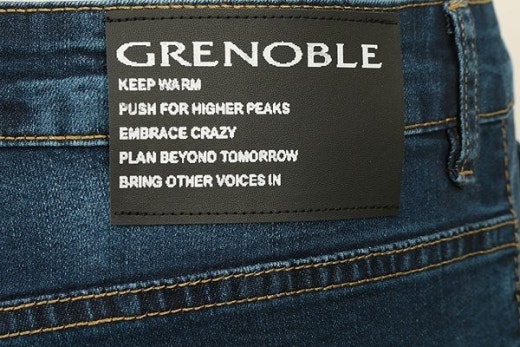 GRENOBLE
KEEP WARM
PUSH FOR HIGHER PEAKS
EMBRACE CRAZY
PLAN BEYOND TOMORROW
BRING OTHER VOICES IN